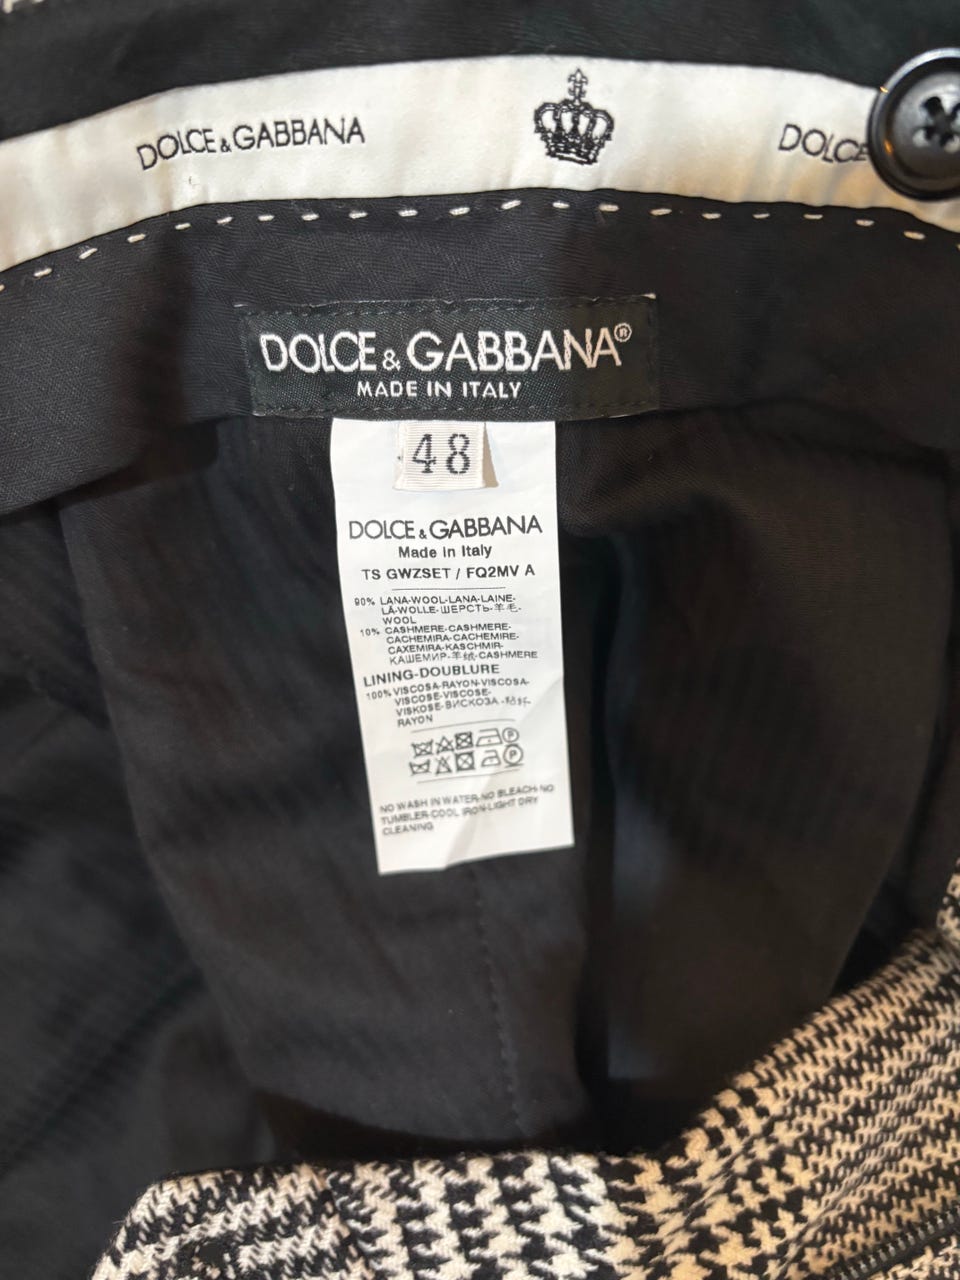 DOLCE & GABBANA
DOLCE
DOLCE & GABBANA®
MADE IN ITALY
48
DOLCE & GABBANA
Made in Italy
TS GWZSET / FQ2MV A
90% LANA-WOOL-LANA-LAINE-
LÃ-WOLLE-ШЕРСТЬ-羊毛-
WOOL
10% CASHMERE-CASHMERE-
CACHEMIRA-CACHEMIRE-
CAXEMIRA-KASCHMIR-
КАШЕМИР-羊绒-CASHMERE
LINING-DOUBLURE
100% VISCOSA-RAYON-VISCOSA-
VISCOSE-VISCOSE-
VISKOSE-ВИСКОЗА-粘纤-
RAYON
P
P
NO WASH IN WATER-NO BLEACH-NO
TUMBLER-COOL IRON-LIGHT DRY
CLEANING